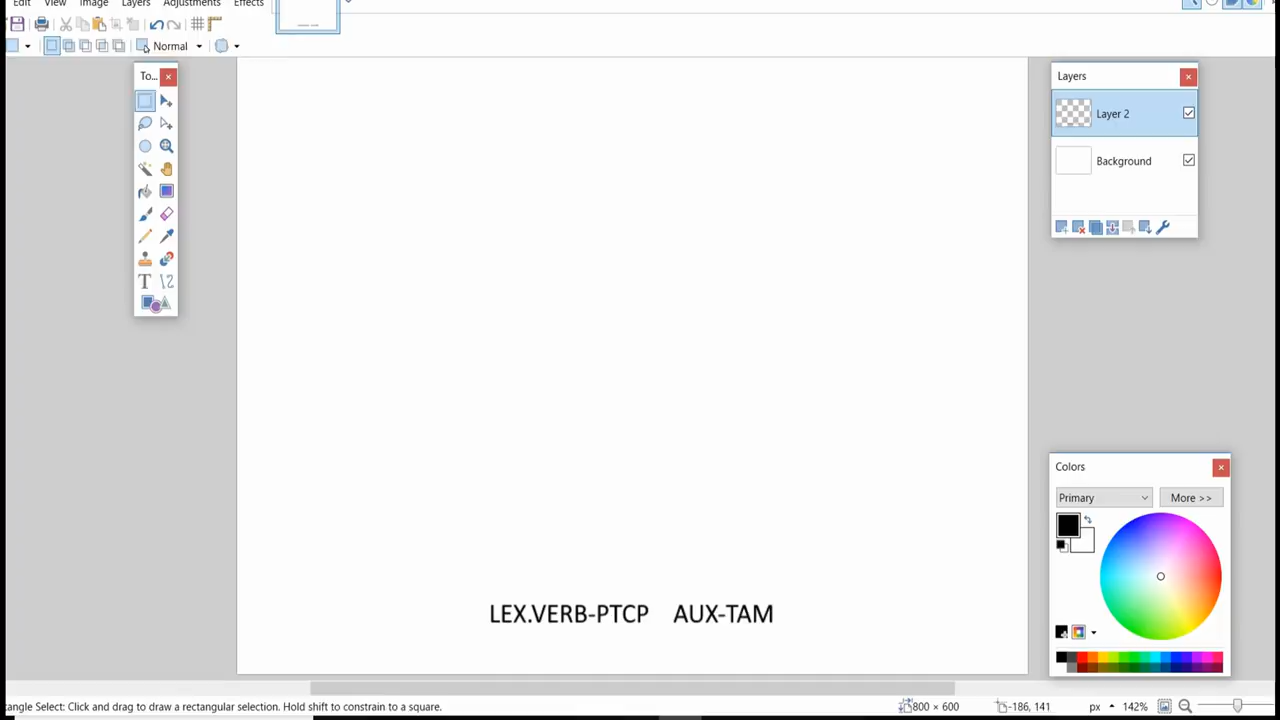 Edit View Image Layers Adjustments Effects
Normal
To...
Layers
Layer 2
Background
Colors
Primary
More >>
LEX.VERB-PTCP AUX-TAM
tangle Select: Click and drag to draw a rectangular selection. Hold shift to constrain to a square.
800 × 600
-186, 141
px
142%